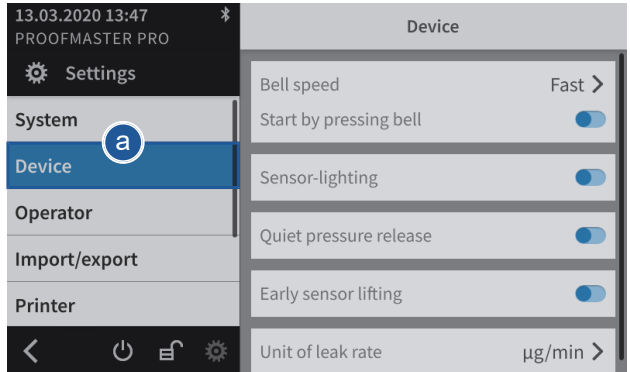 13.03.2020 13:47
PROOFMASTER PRO
Settings
System
a
Device
Operator
Import/export
Printer
Device
Bell speed Fast
Start by pressing bell
Sensor-lighting
Quiet pressure release
Early sensor lifting
Unit of leak rate µg/min